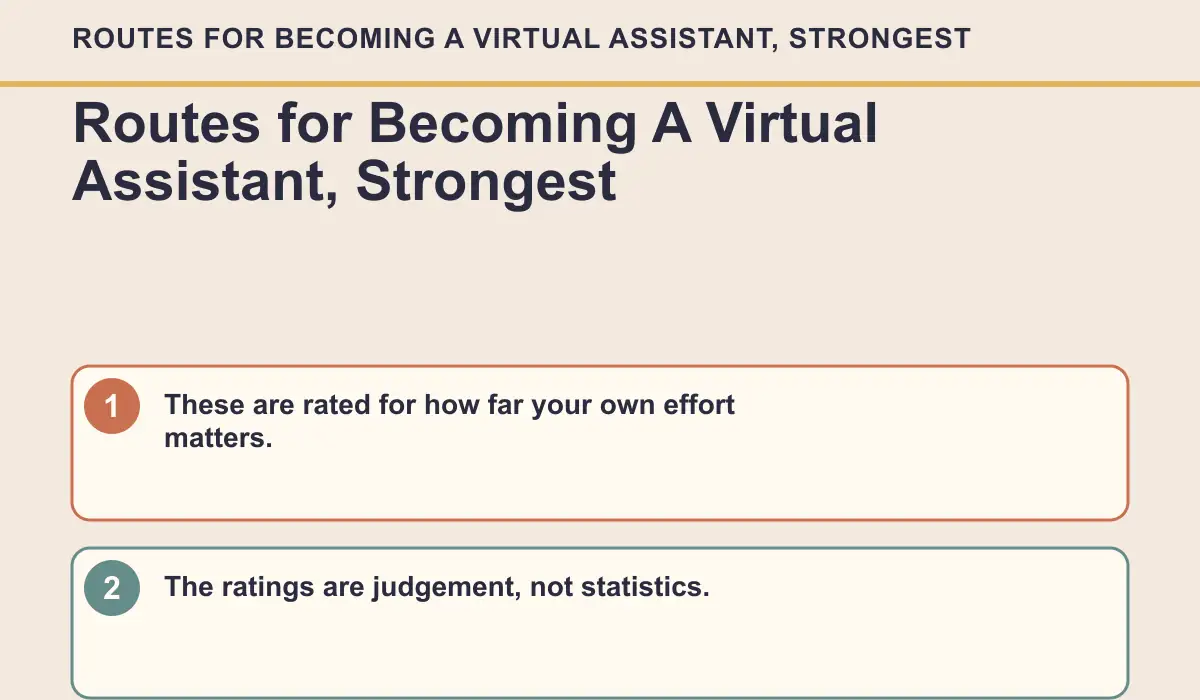 ROUTES FOR BECOMING A VIRTUAL ASSISTANT, STRONGEST
Routes for Becoming A Virtual
Assistant, Strongest
1
These are rated for how far your own effort
matters.
2
The ratings are judgement, not statistics.